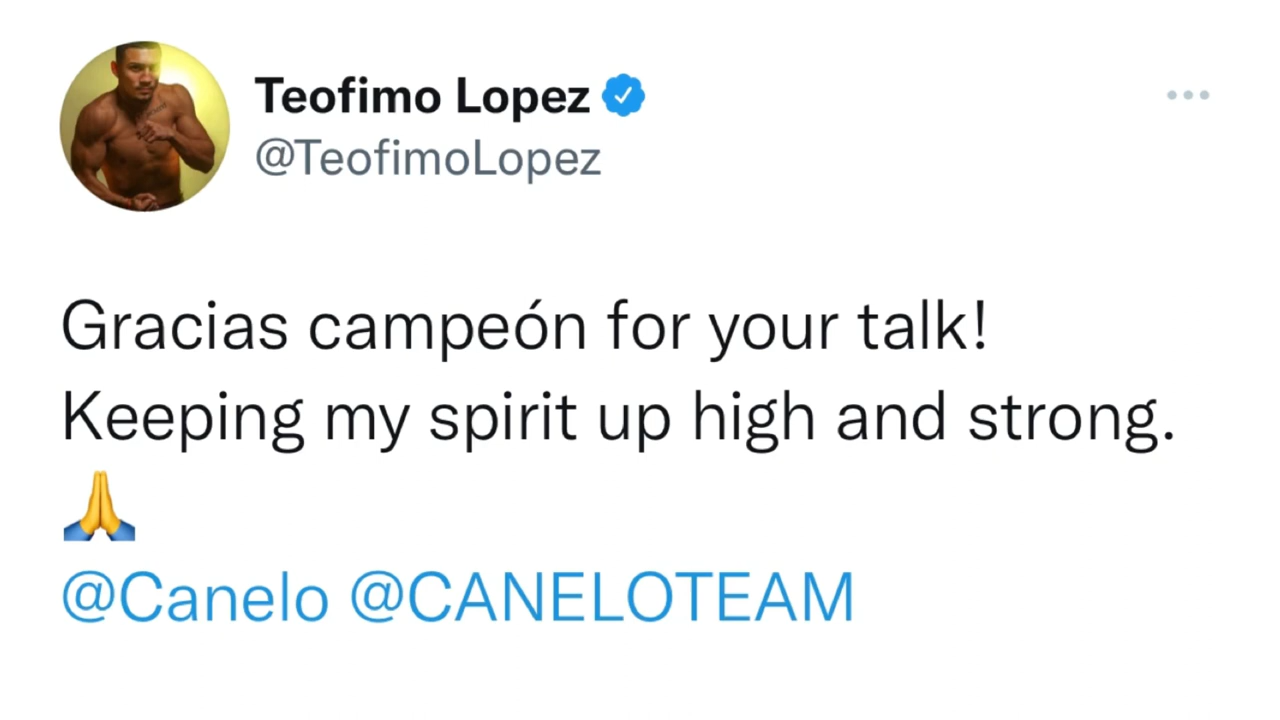 Teofimo Lopez
@TeofimoLopez
Gracias campeón for your talk!
Keeping my spirit up high and strong.
🙏
@Canelo @CANELOTEAM